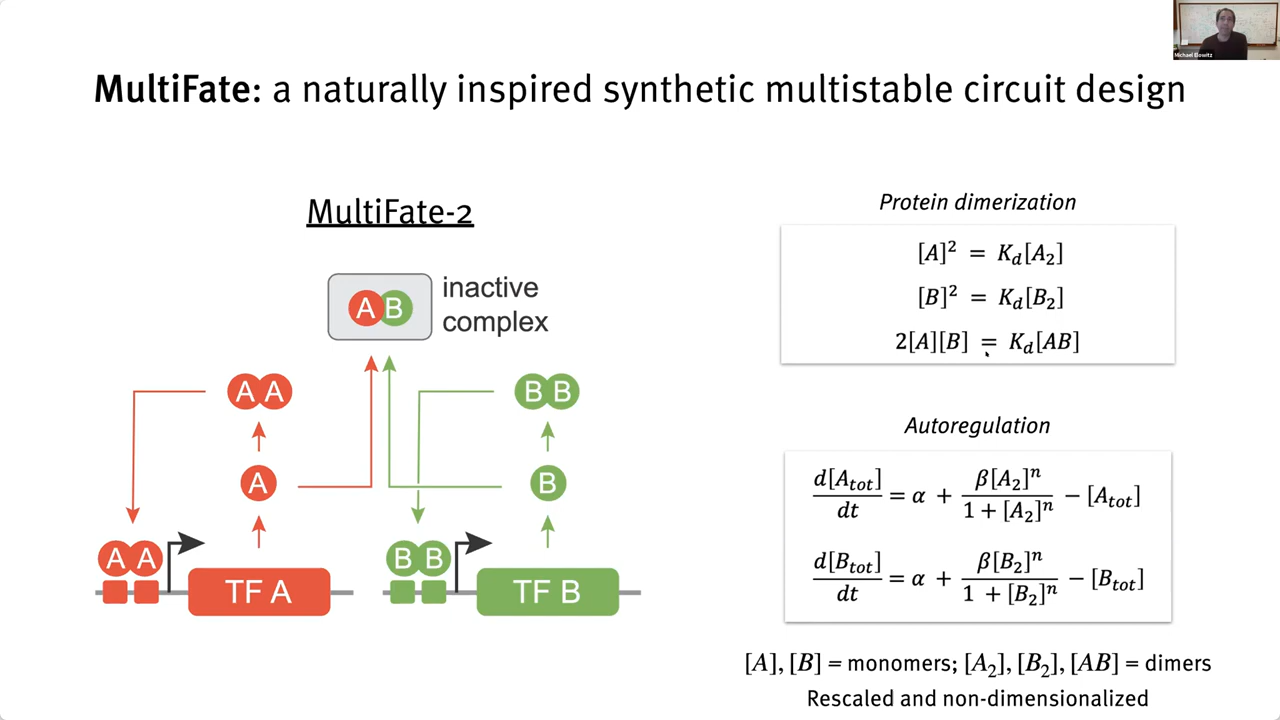 Michael Elowitz
MultiFate: a naturally inspired synthetic multistable circuit design
MultiFate-2
A B
inactive
complex
A A
B B
A
B
A A
B B
TF A
TF B
Protein dimerization
[A]² = K_d[A₂]
[B]² = K_d[B₂]
2[A][B] = K_d[AB]
Autoregulation
d[A_tot]/dt = α + β[A₂]ⁿ/(1 + [A₂]ⁿ) − [A_tot]
d[B_tot]/dt = α + β[B₂]ⁿ/(1 + [B₂]ⁿ) − [B_tot]
[A], [B] = monomers; [A₂], [B₂], [AB] = dimers
Rescaled and non-dimensionalized